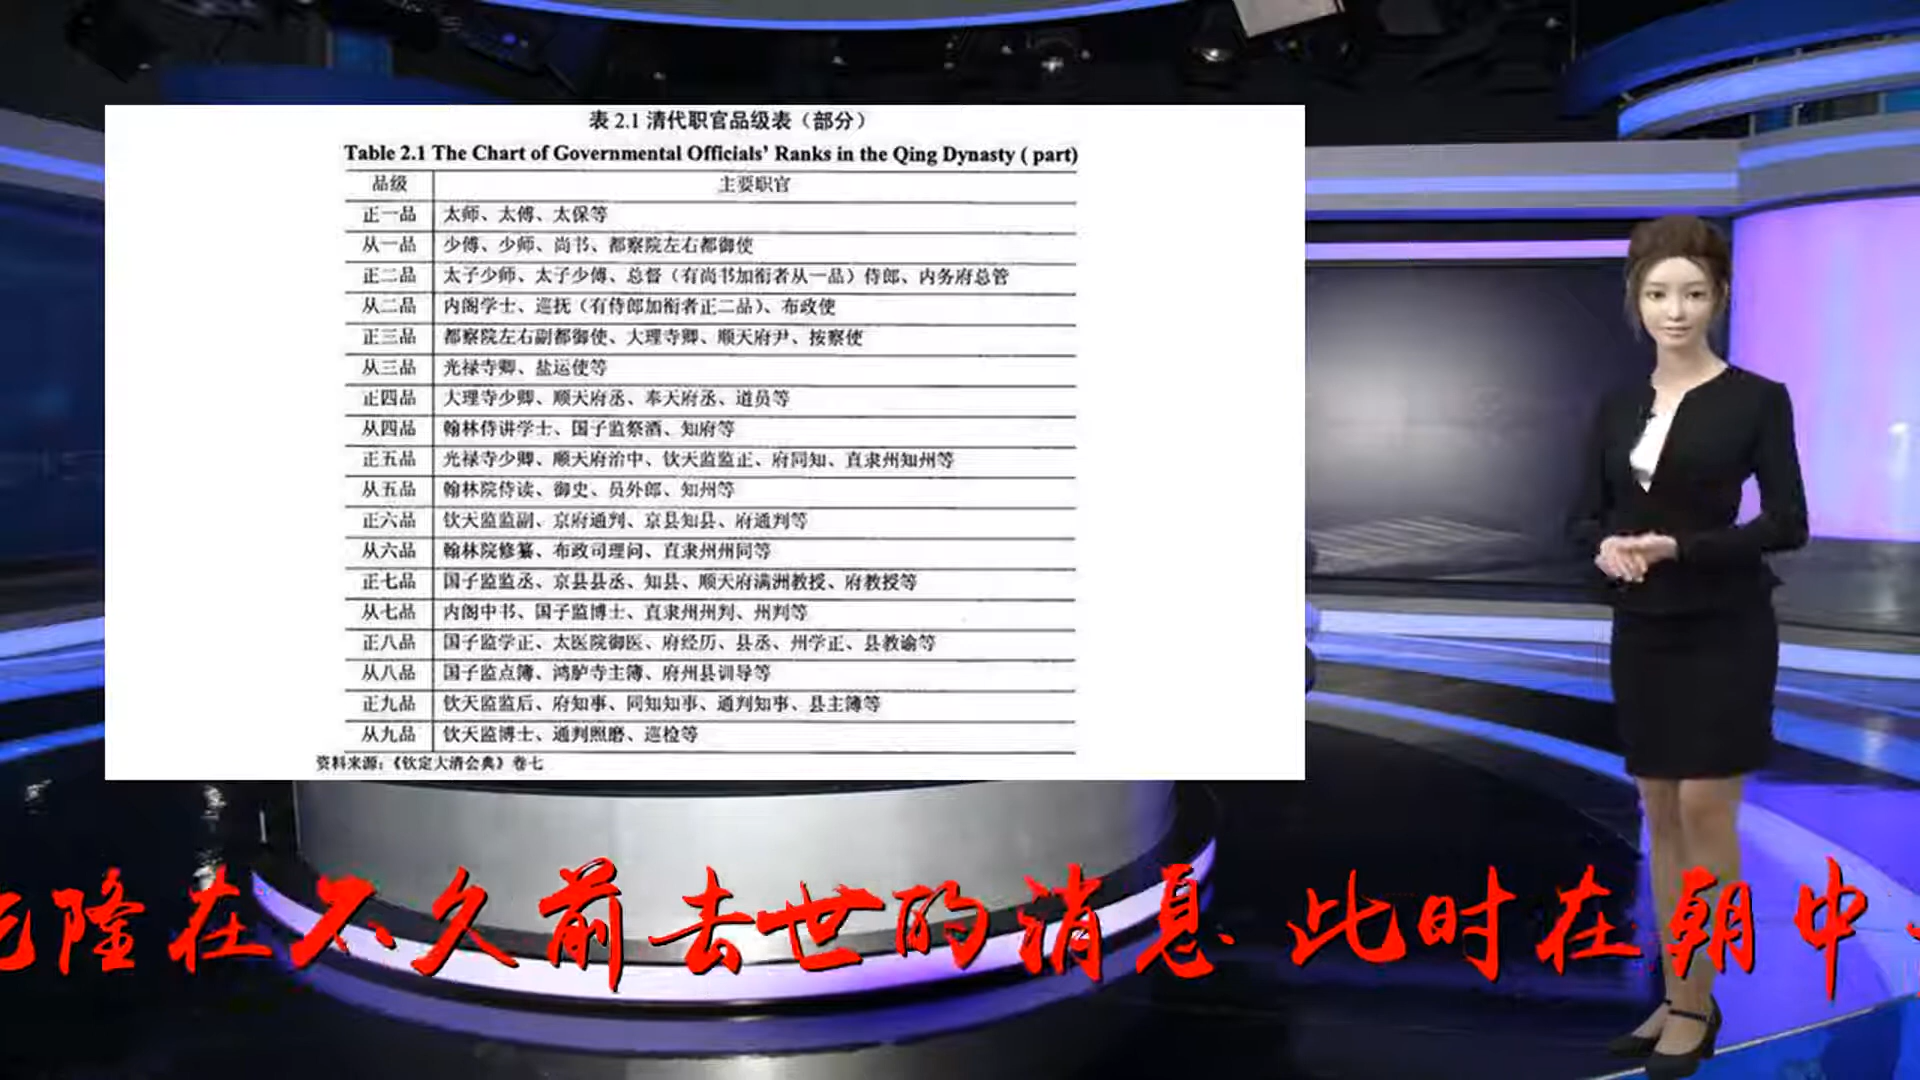 表 2.1 清代职官品级表（部分）
Table 2.1 The Chart of Governmental Officials' Ranks in the Qing Dynasty ( part)
品级 主要职官
正一品 太师、太傅、太保等
从一品 少傅、少师、尚书、都察院左右都御使
正二品 太子少师、太子少傅、总督（有尚书加衔者从一品）侍郎、内务府总管
从二品 内阁学士、巡抚（有侍郎加衔者正二品）、布政使
正三品 都察院左右副都御使、大理寺卿、顺天府尹、按察使
从三品 光禄寺卿、盐运使等
正四品 大理寺少卿、顺天府丞、奉天府丞、道员等
从四品 翰林侍讲学士、国子监祭酒、知府等
正五品 光禄寺少卿、顺天府治中、钦天监监正、府同知、直隶州知州等
从五品 翰林院侍读、御史、员外郎、知州等
正六品 钦天监监副、京府通判、京县知县、府通判等
从六品 翰林院修纂、布政司理问、直隶州州同等
正七品 国子监监丞、京县县丞、知县、顺天府满洲教授、府教授等
从七品 内阁中书、国子监博士、直隶州州判、州判等
正八品 国子监学正、太医院御医、府经历、县丞、州学正、县教谕等
从八品 国子监点簿、鸿胪寺主簿、府州县训导等
正九品 钦天监监后、府知事、同知知事、通判知事、县主簿等
从九品 钦天监博士、通判照磨、巡检等
资料来源：《钦定大清会典》卷七
隆在不久前去世的消息 此时在朝中